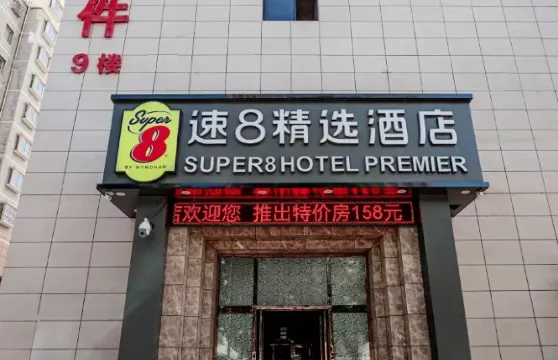 件
9楼
Super
8
BY WYNDHAM
速8精选酒店
SUPER8 HOTEL PREMIER
店欢迎您 推出特价房158元